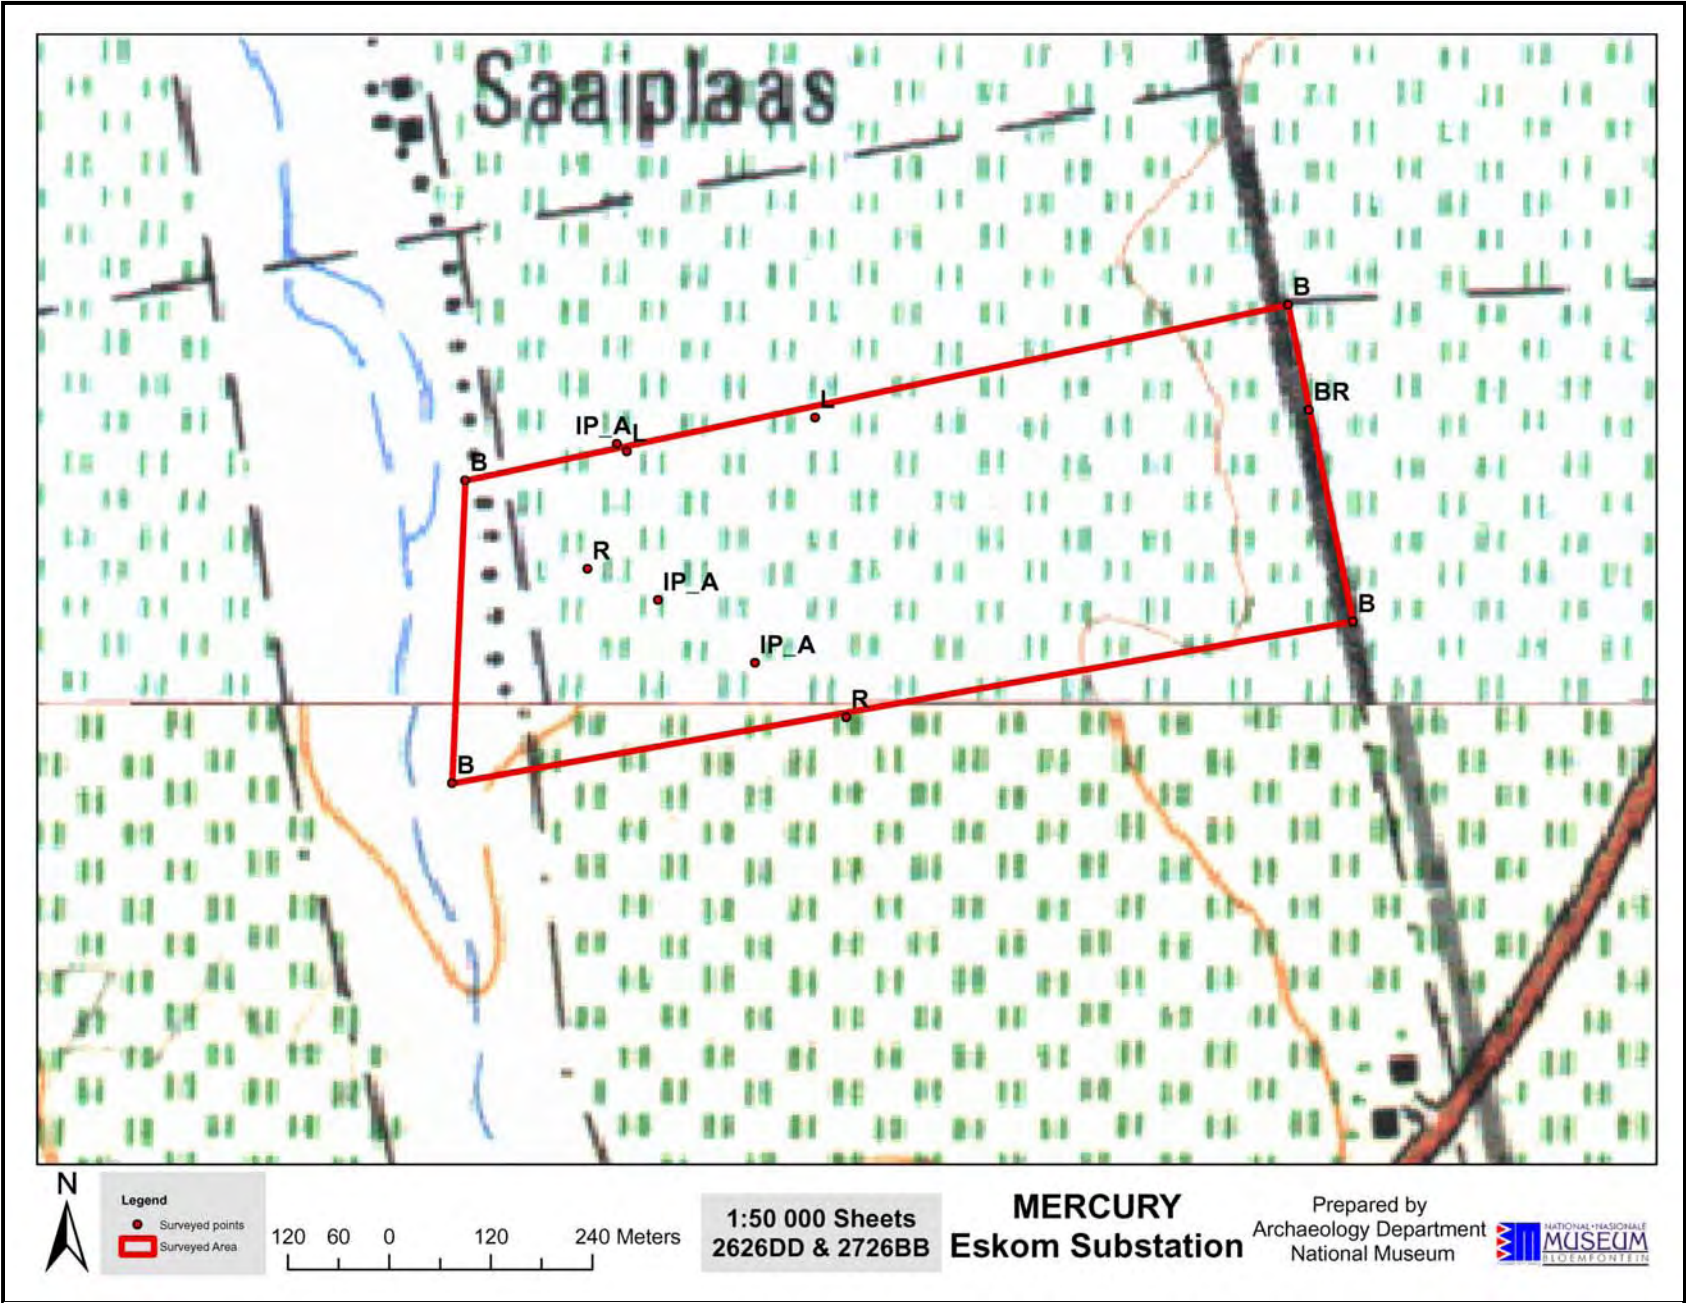 Saaiplaas
B
BR
L
IP_A
L
B
R
IP_A
B
IP_A
R
B
N
Legend
Surveyed points
Surveyed Area
120 60 0 120 240 Meters
1:50 000 Sheets
2626DD & 2726BB
MERCURY
Eskom Substation
Prepared by
Archaeology Department
National Museum
NATIONAL•NASIONALE
MUSEUM
BLOEMFONTEIN